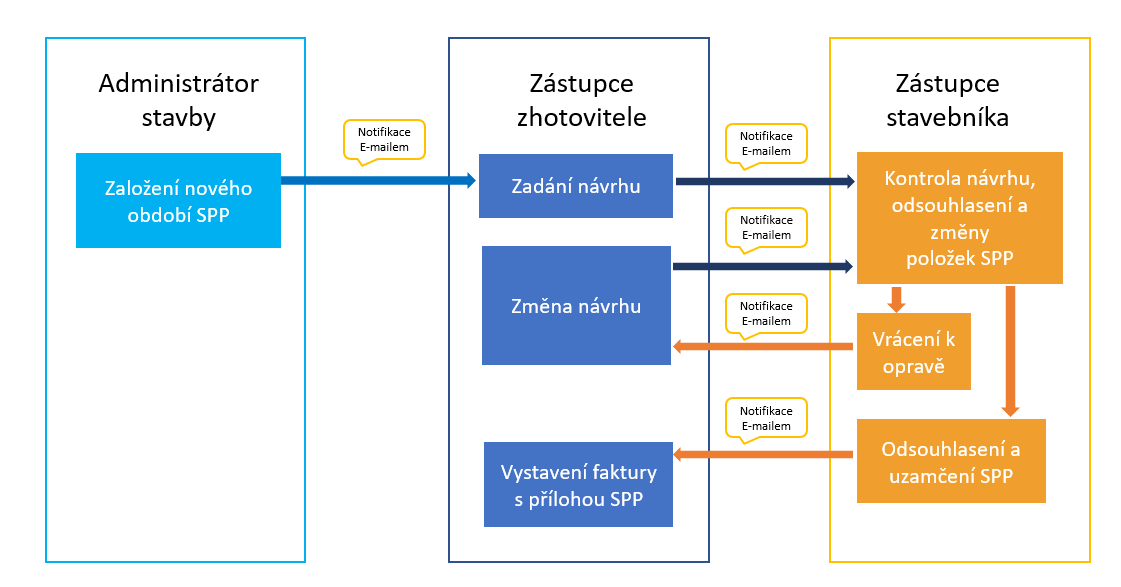 Administrátor
stavby
Založení nového
období SPP
Notifikace
E-mailem
Zástupce
zhotovitele
Zadání návrhu
Notifikace
E-mailem
Notifikace
E-mailem
Změna návrhu
Notifikace
E-mailem
Notifikace
E-mailem
Vystavení faktury
s přílohou SPP
Zástupce
stavebníka
Kontrola návrhu,
odsouhlasení a
změny
položek SPP
Vrácení k
opravě
Odsouhlasení a
uzamčení SPP